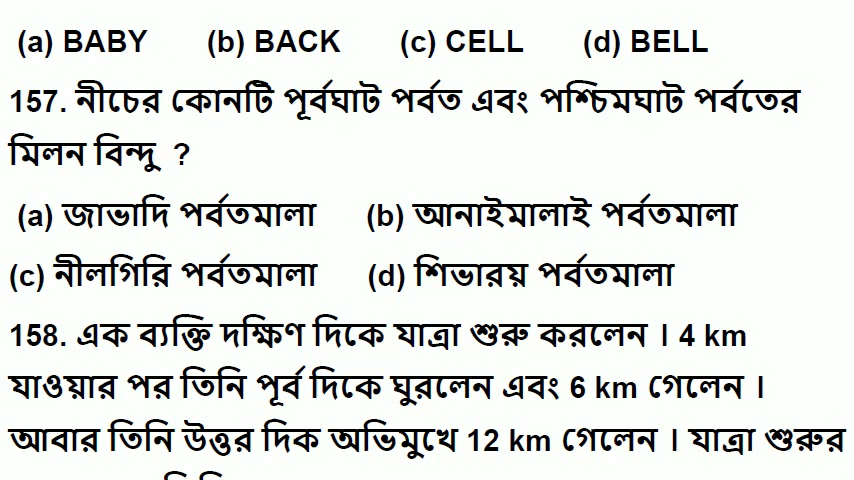 (a) BABY (b) BACK (c) CELL (d) BELL
157. নীচের কোনটি পূর্বঘাট পর্বত এবং পশ্চিমঘাট পর্বতের
মিলন বিন্দু ?
(a) জাভাদি পর্বতমালা (b) আনাইমালাই পর্বতমালা
(c) নীলগিরি পর্বতমালা (d) শিভারয় পর্বতমালা
158. এক ব্যক্তি দক্ষিণ দিকে যাত্রা শুরু করলেন । 4 km
যাওয়ার পর তিনি পূর্ব দিকে ঘুরলেন এবং 6 km গেলেন ।
আবার তিনি উত্তর দিক অভিমুখে 12 km গেলেন । যাত্রা শুরুর